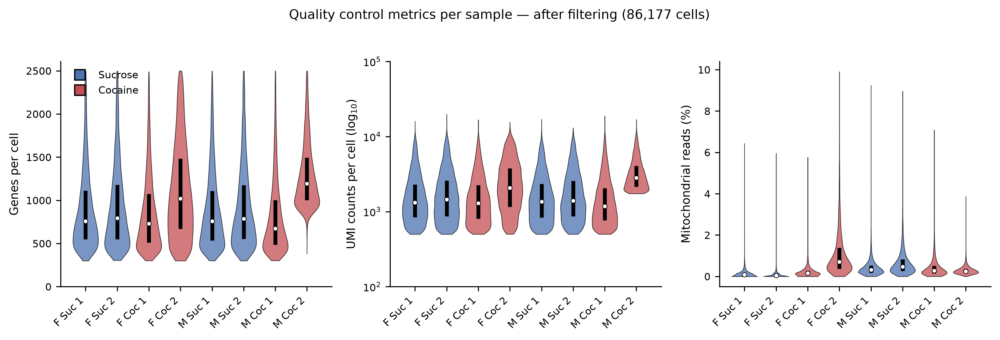 Quality control metrics per sample — after filtering (86,177 cells)
Genes per cell
2500
2000
1500
1000
500
0
Sucrose
Cocaine
F Suc 1
F Suc 2
F Coc 1
F Coc 2
M Suc 1
M Suc 2
M Coc 1
M Coc 2
UMI counts per cell (log₁₀)
10⁵
10⁴
10³
10²
F Suc 1
F Suc 2
F Coc 1
F Coc 2
M Suc 1
M Suc 2
M Coc 1
M Coc 2
Mitochondrial reads (%)
10
8
6
4
2
0
F Suc 1
F Suc 2
F Coc 1
F Coc 2
M Suc 1
M Suc 2
M Coc 1
M Coc 2